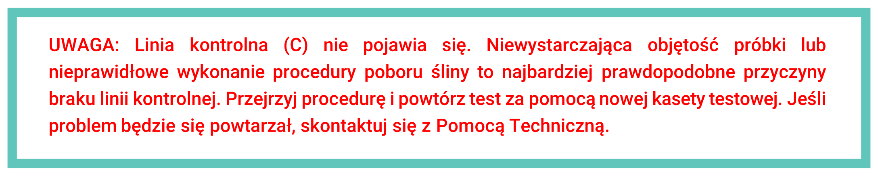 UWAGA: Linia kontrolna (C) nie pojawia się. Niewystarczająca objętość próbki lub
nieprawidłowe wykonanie procedury poboru śliny to najbardziej prawdopodobne przyczyny
braku linii kontrolnej. Przejrzyj procedurę i powtórz test za pomocą nowej kasety testowej. Jeśli
problem będzie się powtarzał, skontaktuj się z Pomocą Techniczną.